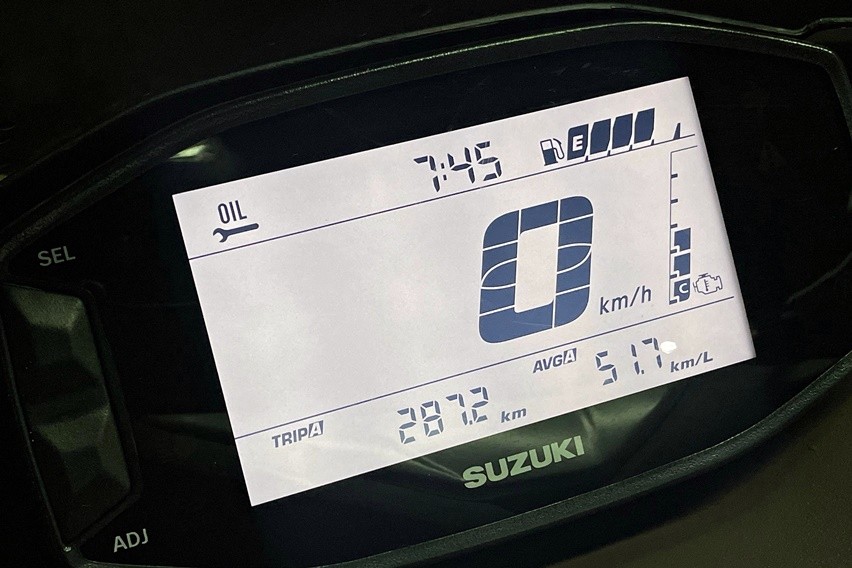 OIL
7:45
E
SEL
0 km/h
C
AVG A 51.7 km/L
TRIP A 287.2 km
SUZUKI
ADJ